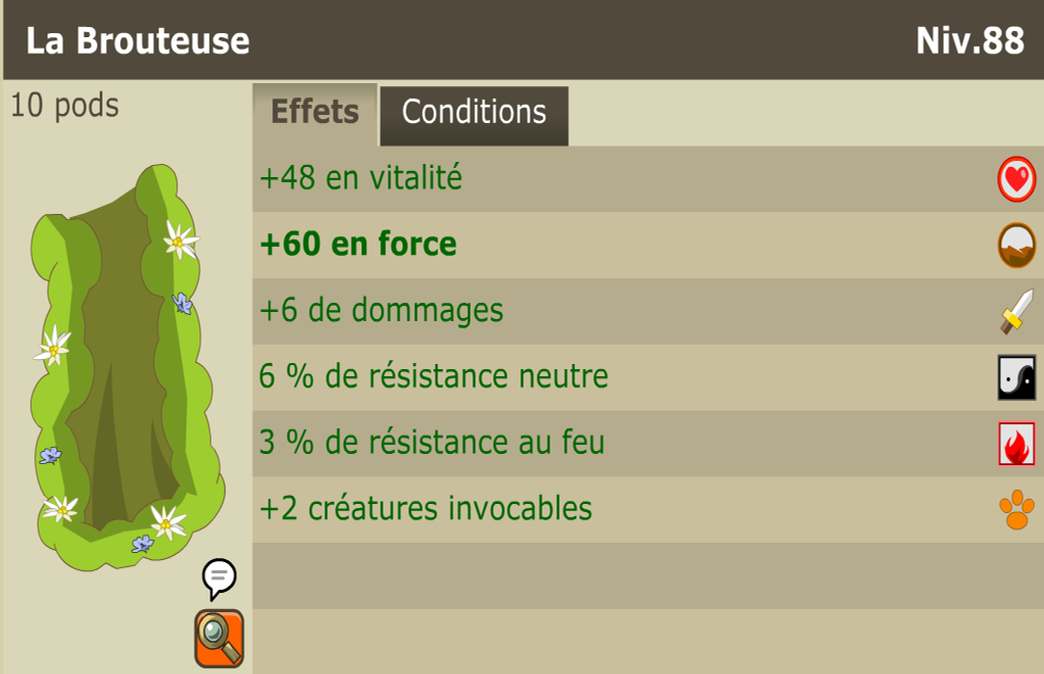 La Brouteuse
Niv.88
10 pods
Effets
Conditions
+48 en vitalité
+60 en force
+6 de dommages
6 % de résistance neutre
3 % de résistance au feu
+2 créatures invocables